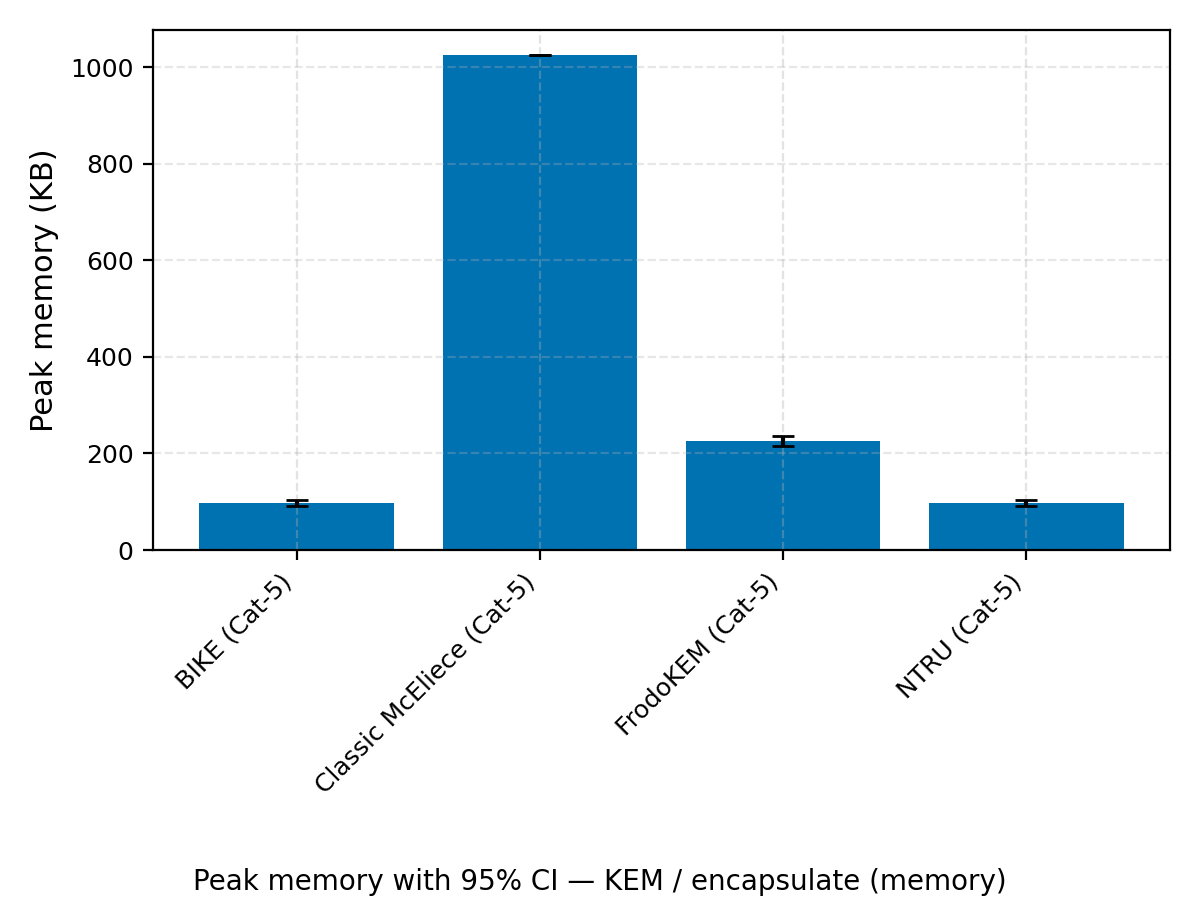 Peak memory (KB)
1000
800
600
400
200
0
BIKE (Cat-5)
Classic McEliece (Cat-5)
FrodoKEM (Cat-5)
NTRU (Cat-5)
Peak memory with 95% CI — KEM / encapsulate (memory)